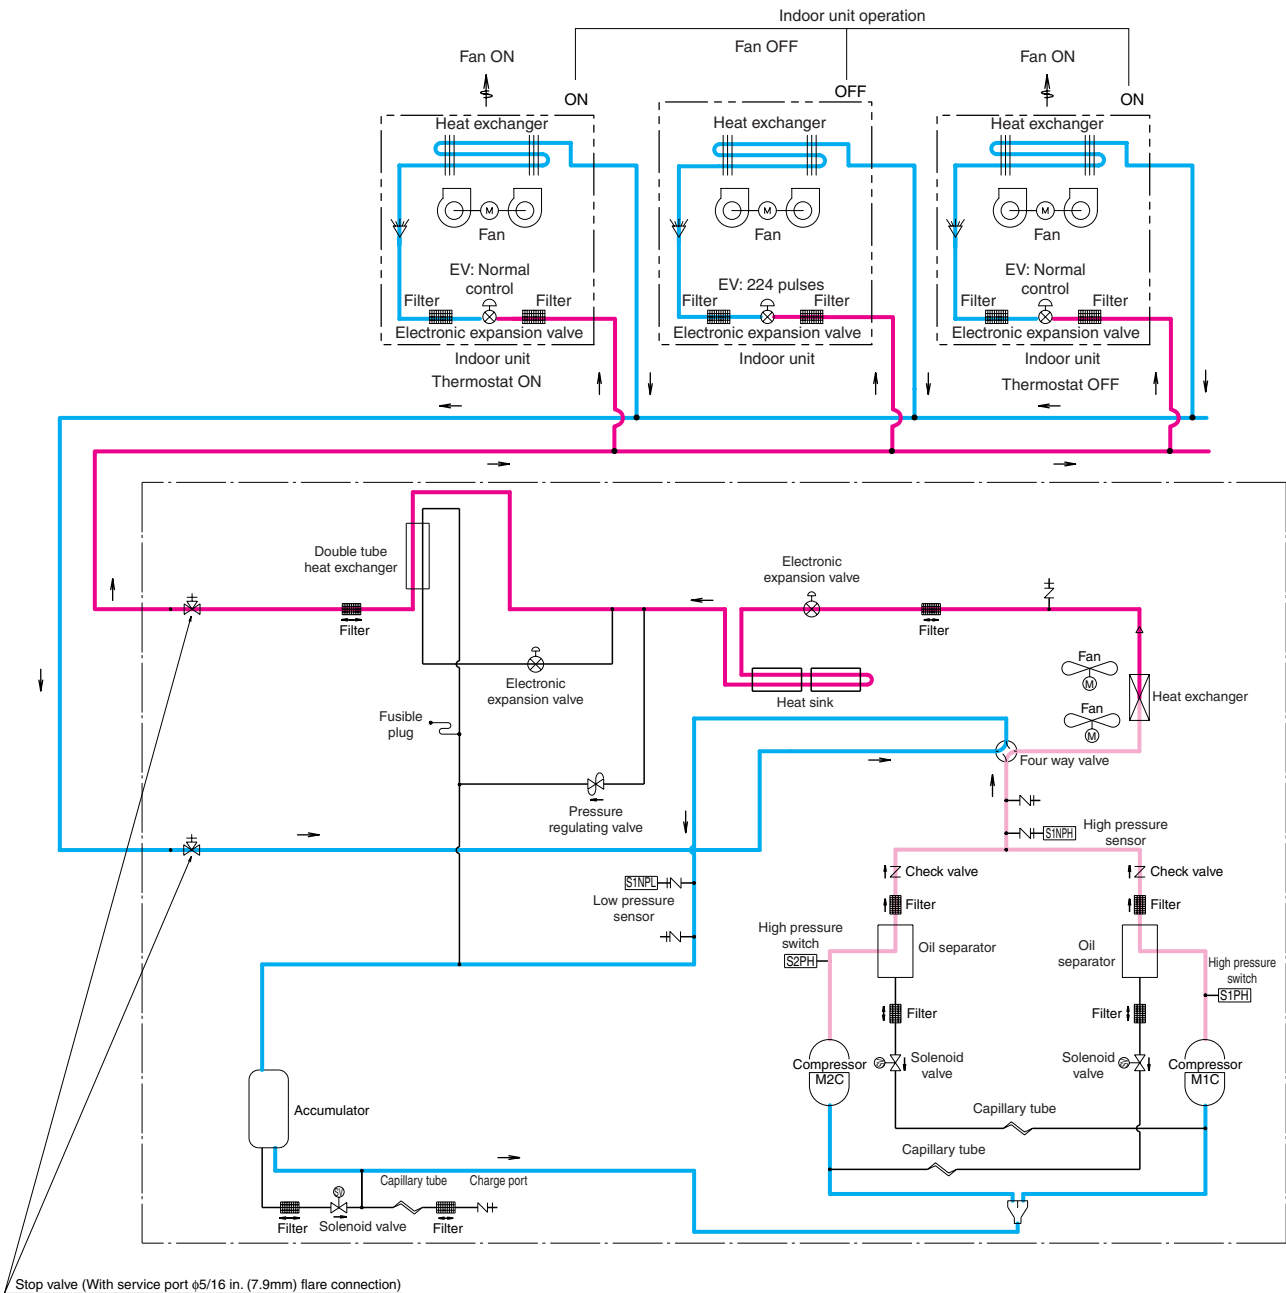 Indoor unit operation
Fan ON
Fan OFF
Fan ON
ON
OFF
ON
Heat exchanger
Heat exchanger
Heat exchanger
M
M
M
Fan
Fan
Fan
EV: Normal
control
EV: 224 pulses
EV: Normal
control
Filter
Filter
Filter
Filter
Filter
Filter
Electronic expansion valve
Electronic expansion valve
Electronic expansion valve
Indoor unit
Indoor unit
Indoor unit
Thermostat ON
Thermostat OFF
Double tube
heat exchanger
Electronic
expansion valve
Filter
Filter
Fan
M
Electronic
expansion valve
Heat sink
Heat exchanger
Fan
M
Fusible
plug
Four way valve
Pressure
regulating valve
S1NPH
High pressure
sensor
S1NPL
Low pressure
sensor
Check valve
Check valve
Filter
Filter
High pressure
switch
S2PH
Oil separator
Oil
separator
High pressure
switch
S1PH
Filter
Filter
Compressor
M2C
Solenoid
valve
Solenoid
valve
Compressor
M1C
Accumulator
Capillary tube
Capillary tube
Capillary tube
Charge port
SV
Filter
Solenoid valve
Filter
Stop valve (With service port ϕ5/16 in. (7.9mm) flare connection)